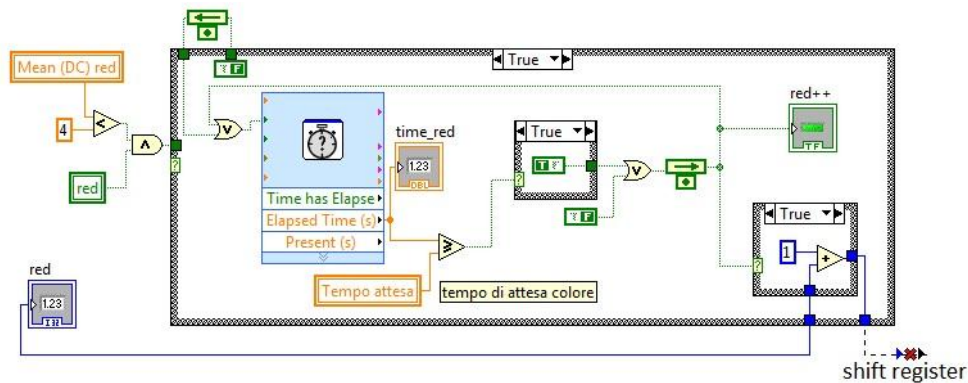 True
Mean (DC) red
4
red
?
?
time_red
1.23
DBL
True
T
F
?
red++
TF
Time has Elapse
Elapsed Time (s)
Present (s)
F
True
1
?
Tempo attesa
tempo di attesa colore
red
1.23
I32
shift register